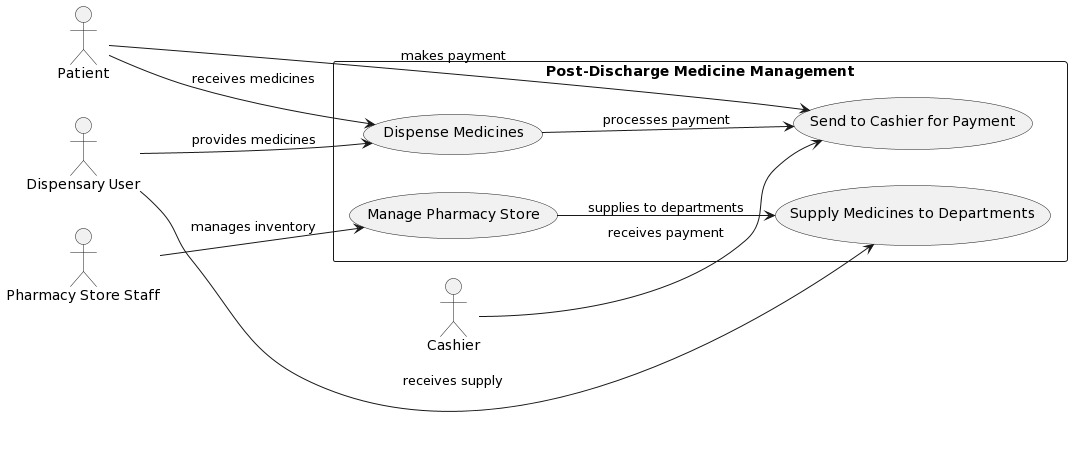 Patient
makes payment
Post-Discharge Medicine Management
receives medicines
Dispense Medicines
processes payment
Send to Cashier for Payment
provides medicines
Dispensary User
Manage Pharmacy Store
supplies to departments
Supply Medicines to Departments
manages inventory
receives payment
Pharmacy Store Staff
Cashier
receives supply